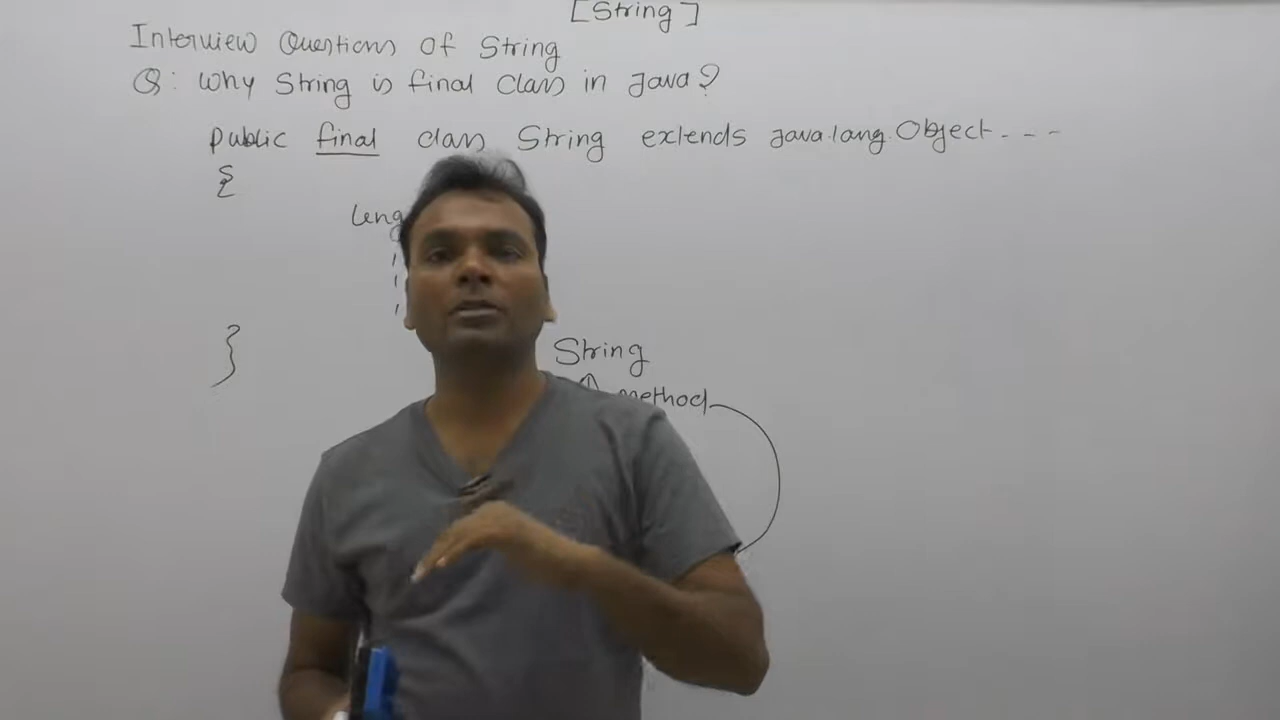 [String]
Interview Questions of String
Q: Why String is final class in Java?
public final class String extends java.lang.Object - - -
{
leng
}
String
method